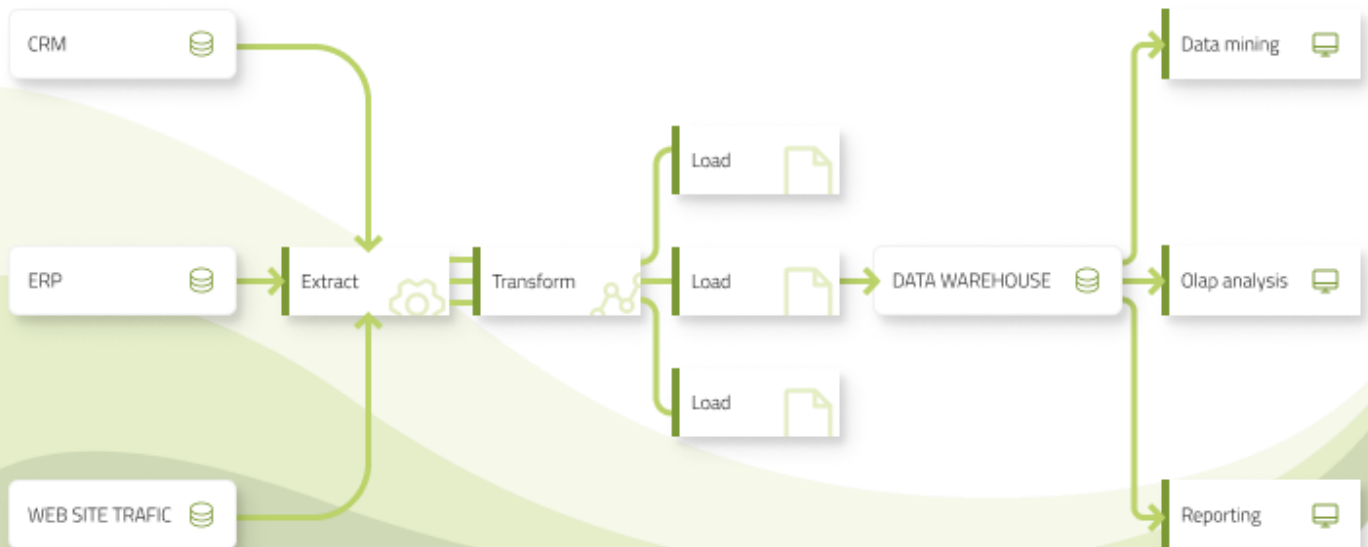 CRM
Data mining
Load
ERP
Extract
Transform
Load
DATA WAREHOUSE
Olap analysis
Load
WEB SITE TRAFIC
Reporting